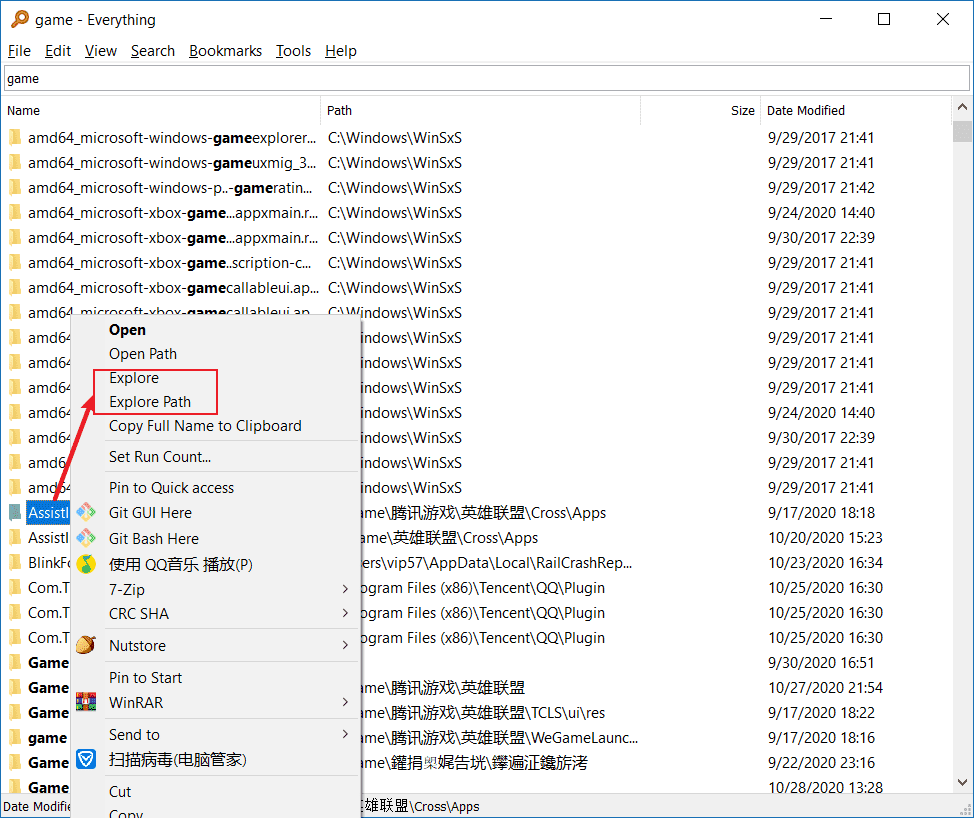 game - Everything
File Edit View Search Bookmarks Tools Help
game
Name Path Size Date Modified
amd64_microsoft-windows-gameexplorer... C:\Windows\WinSxS 9/29/2017 21:41
amd64_microsoft-windows-gameuxmig_3... C:\Windows\WinSxS 9/29/2017 21:41
amd64_microsoft-windows-p..-gameratin... C:\Windows\WinSxS 9/29/2017 21:42
amd64_microsoft-xbox-game...appxmain.r... C:\Windows\WinSxS 9/24/2020 14:40
amd64_microsoft-xbox-game...appxmain.r... C:\Windows\WinSxS 9/30/2017 22:39
amd64_microsoft-xbox-game..scription-c... C:\Windows\WinSxS 9/29/2017 21:41
amd64_microsoft-xbox-gamecallableui.ap... C:\Windows\WinSxS 9/29/2017 21:41
amd64_microsoft-xbox-gamecallableui.ap... C:\Windows\WinSxS 9/29/2017 21:41
amd64 indows\WinSxS 9/29/2017 21:41
amd64 indows\WinSxS 9/29/2017 21:41
amd64 indows\WinSxS 9/29/2017 21:41
amd64 indows\WinSxS 9/24/2020 14:40
amd64 indows\WinSxS 9/30/2017 22:39
amd64 indows\WinSxS 9/29/2017 21:41
amd64 indows\WinSxS 9/29/2017 21:41
AssistI ame\腾讯游戏\英雄联盟\Cross\Apps 9/17/2020 18:18
AssistI ame\英雄联盟\Cross\Apps 10/20/2020 15:23
BlinkFo ers\vip57\AppData\Local\RailCrashRep... 10/23/2020 16:34
Com.T ogram Files (x86)\Tencent\QQ\Plugin 10/25/2020 16:30
Com.T ogram Files (x86)\Tencent\QQ\Plugin 10/25/2020 16:30
Com.T ogram Files (x86)\Tencent\QQ\Plugin 10/25/2020 16:30
Game 9/30/2020 16:51
Game ame\腾讯游戏\英雄联盟 10/27/2020 21:54
Game ame\腾讯游戏\英雄联盟\TCLS\ui\res 9/17/2020 18:22
game ame\腾讯游戏\英雄联盟\WeGameLaunc... 9/17/2020 18:16
Game 9/22/2020 23:16
Game 10/28/2020 13:28
Open
Open Path
Explore
Explore Path
Copy Full Name to Clipboard
Set Run Count...
Pin to Quick access
Git GUI Here
Git Bash Here
使用 QQ音乐 播放(P)
7-Zip
CRC SHA
Nutstore
Pin to Start
WinRAR
Send to
扫描病毒(电脑管家)
Cut
Copy
Date Modifie 雄联盟\Cross\Apps